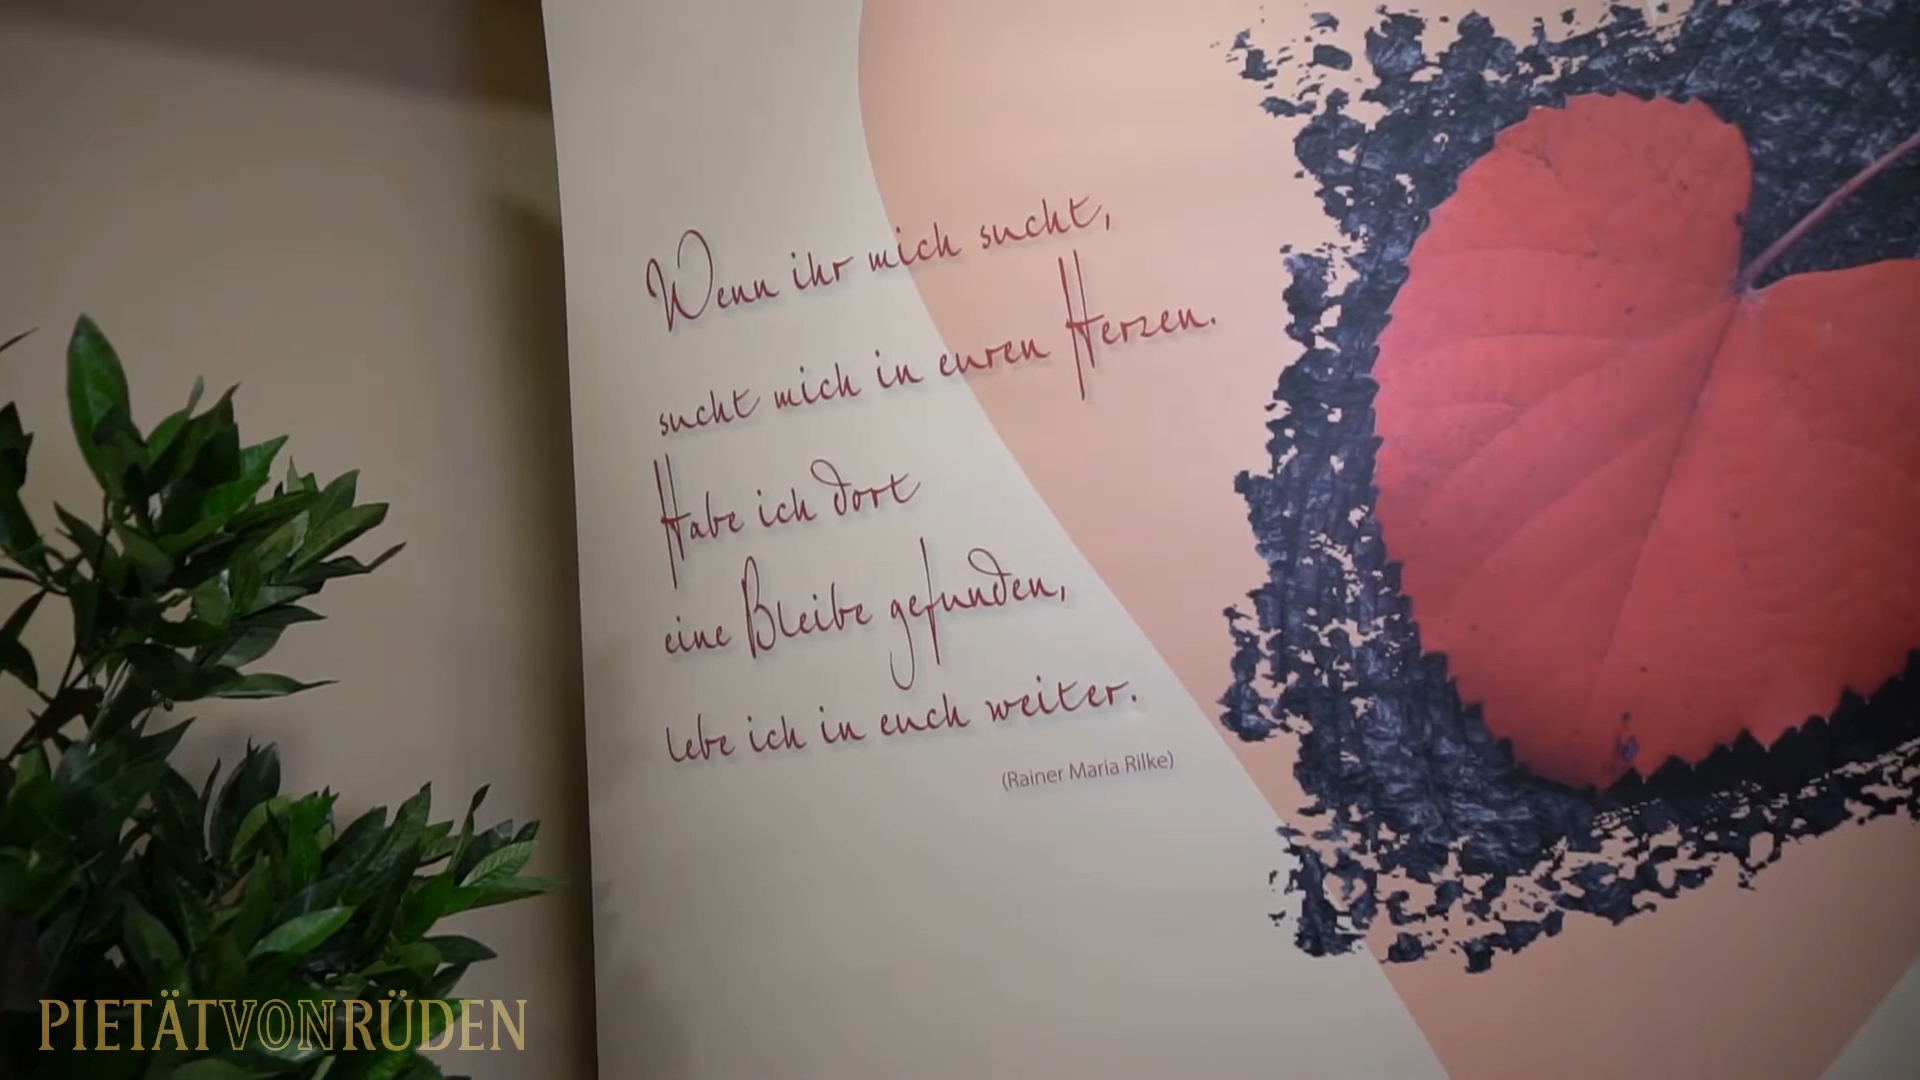 Wenn ihr mich sucht,
sucht mich in euren Herzen.
Habe ich dort
eine Bleibe gefunden,
lebe ich in euch weiter.
(Rainer Maria Rilke)
PIETÄTVONRÜDEN